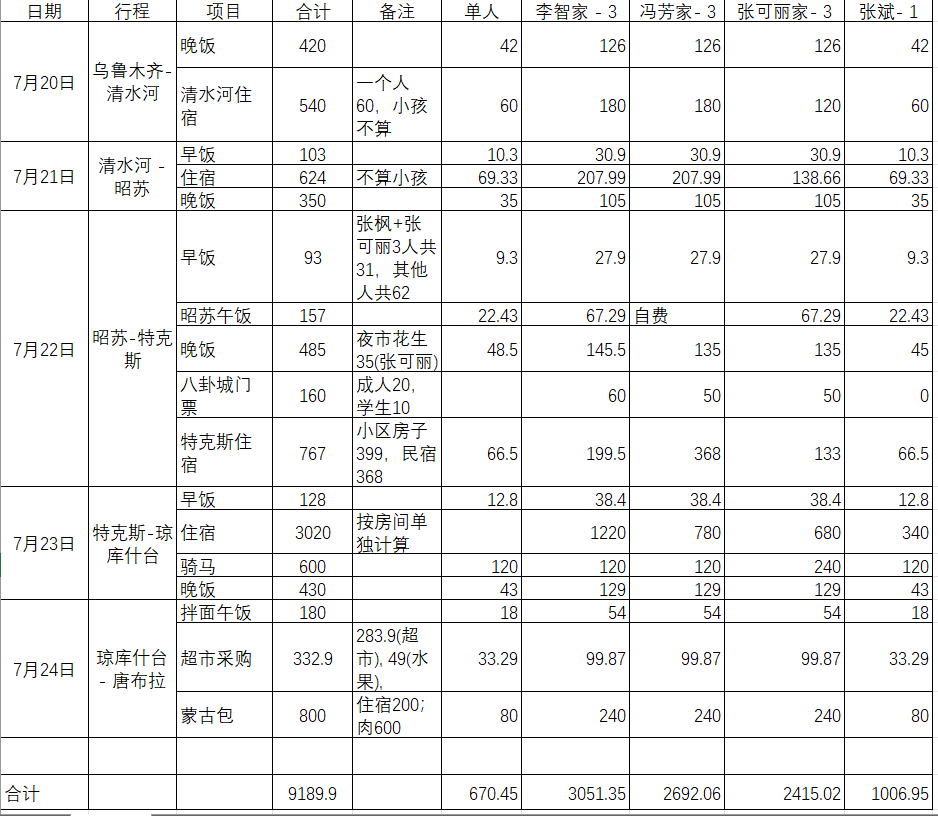 日期 行程 项目 合计 备注 单人 李智家 - 3 冯芳家- 3 张可丽家- 3 张斌- 1
7月20日 乌鲁木齐-
清水河
晚饭 420 42 126 126 126 42
清水河住
宿
540 一个人
60，小孩
不算
60 180 180 120 60
7月21日 清水河 -
昭苏
早饭 103 10.3 30.9 30.9 30.9 10.3
住宿 624 不算小孩 69.33 207.99 207.99 138.66 69.33
晚饭 350 35 105 105 105 35
7月22日 昭苏-特克
斯
早饭 93 张枫+张
可丽3人共
31，其他
人共62
9.3 27.9 27.9 27.9 9.3
昭苏午饭 157 22.43 67.29 自费 67.29 22.43
晚饭 485 夜市花生
35(张可丽)
48.5 145.5 135 135 45
八卦城门
票
160 成人20，
学生10
60 50 50 0
特克斯住
宿
767 小区房子
399，民宿
368
66.5 199.5 368 133 66.5
7月23日 特克斯-琼
库什台
早饭 128 12.8 38.4 38.4 38.4 12.8
住宿 3020 按房间单
独计算
1220 780 680 340
骑马 600 120 120 120 240 120
晚饭 430 43 129 129 129 43
7月24日 琼库什台
- 唐布拉
拌面午饭 180 18 54 54 54 18
超市采购 332.9 283.9(超
市), 49(水
果),
33.29 99.87 99.87 99.87 33.29
蒙古包 800 住宿200；
肉600
80 240 240 240 80
合计 9189.9 670.45 3051.35 2692.06 2415.02 1006.95